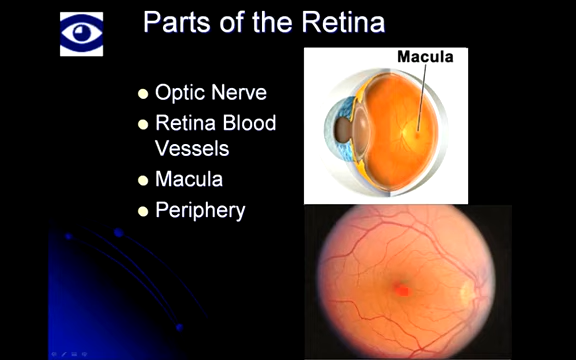 Parts of the Retina
Macula
Optic Nerve
Retina Blood
Vessels
Macula
Periphery